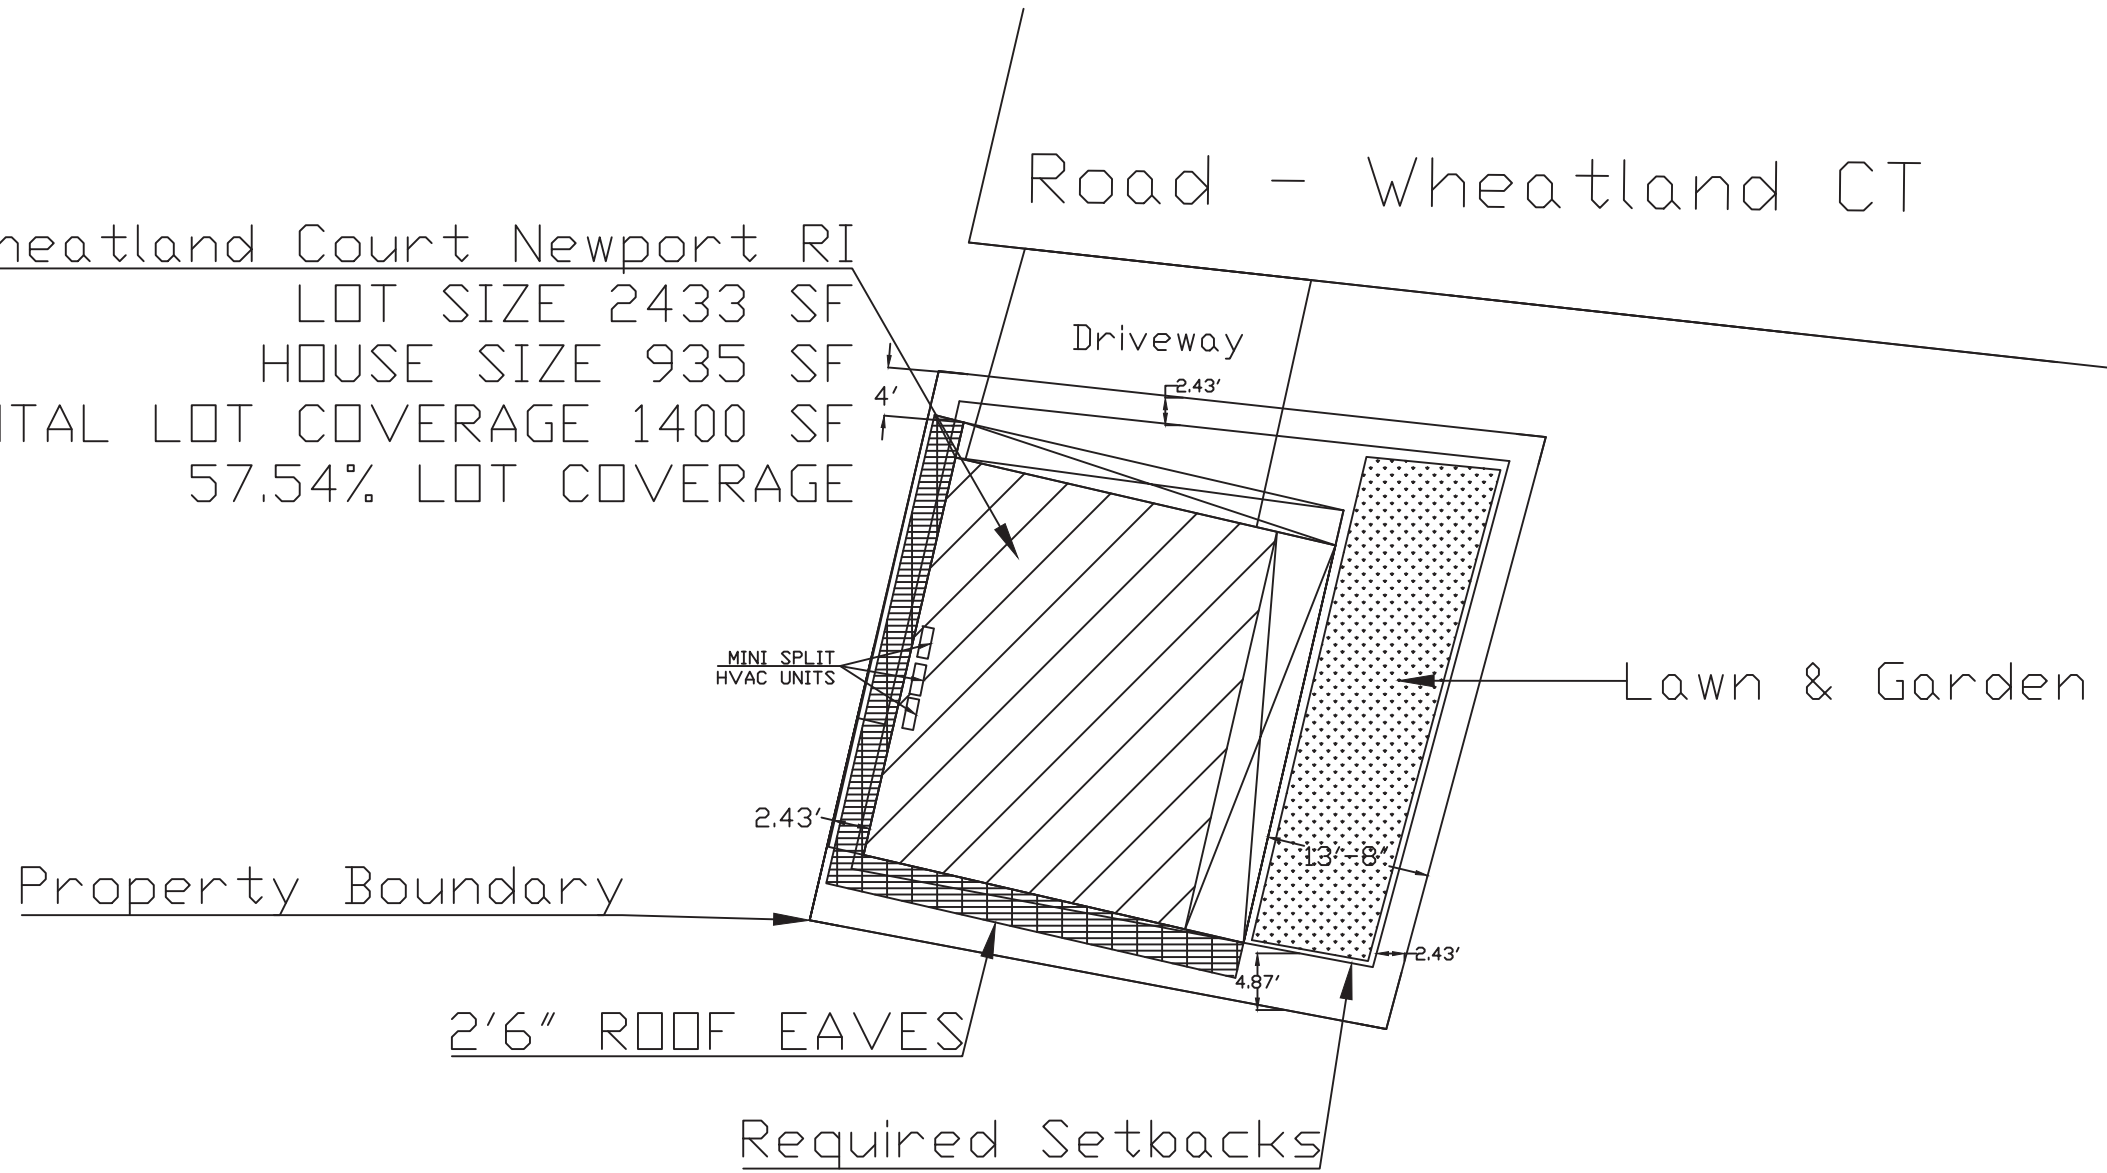 Road - Wheatland CT
heatland Court Newport RI
LOT SIZE 2433 SF
HOUSE SIZE 935 SF
TAL LOT COVERAGE 1400 SF
57.54% LOT COVERAGE
Driveway
2.43'
4'
MINI SPLIT
HVAC UNITS
Lawn & Garden
2.43'
13'-8"
Property Boundary
2.43'
4.87'
2'6" ROOF EAVES
Required Setbacks